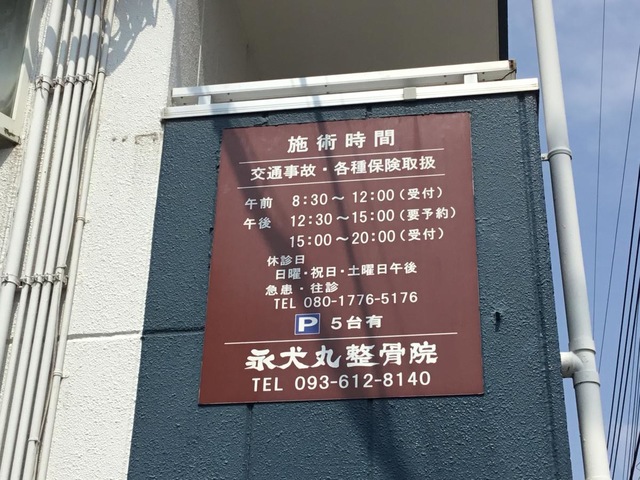 施術時間
交通事故・各種保険取扱
午前 8:30～12:00(受付)
午後 12:30～15:00(要予約)
15:00～20:00(受付)
休診日
日曜・祝日・土曜日午後
急患・往診
TEL 080-1776-5176
P 5台有
永犬丸整骨院
TEL 093-612-8140